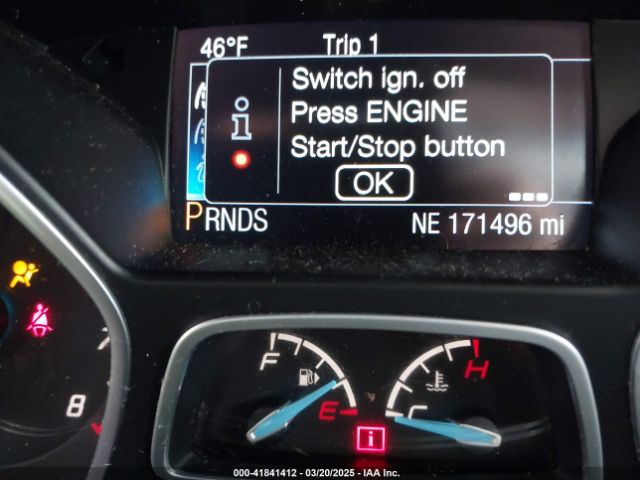 46°F Trip 1
Switch ign. off
Press ENGINE
Start/Stop button
OK
PRNDS NE 171496 mi
F H
7
E C
8
i
000-41841412 - 03/20/2025 - IAA Inc.